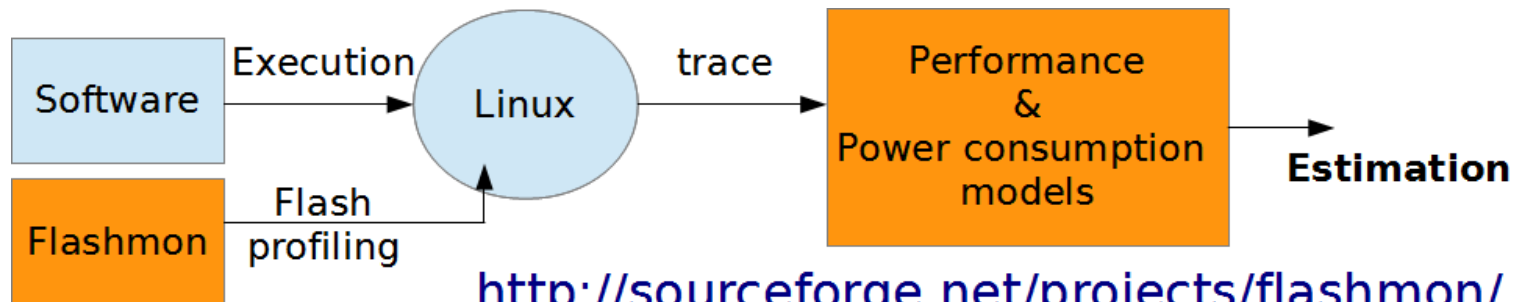 Software
Execution
Linux
trace
Performance
&
Power consumption
models
Estimation
Flashmon
Flash
profiling
http://sourceforge.net/projects/flashmon/